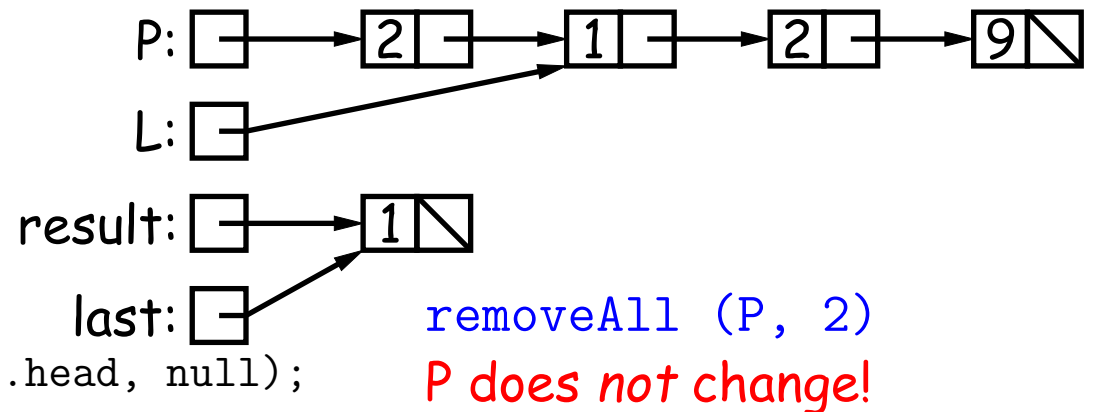 P: 2 1 2 9
L:
result: 1
last:
removeAll (P, 2)
.head, null);
P does not change!